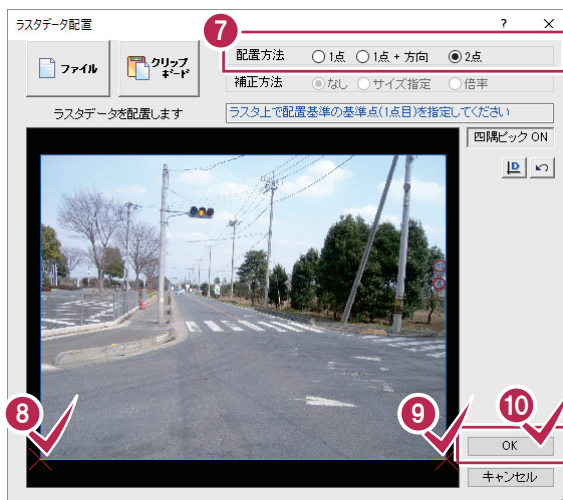 ラスタデータ配置 ? ×
7
ファイル
クリップ
ボード
配置方法 1点 1点 + 方向 2点
補正方法 なし サイズ指定 倍率
ラスタデータを配置します
ラスタ上で配置基準の基準点(1点目)を指定してください
四隅ピック ON
8
9
10
OK
キャンセル